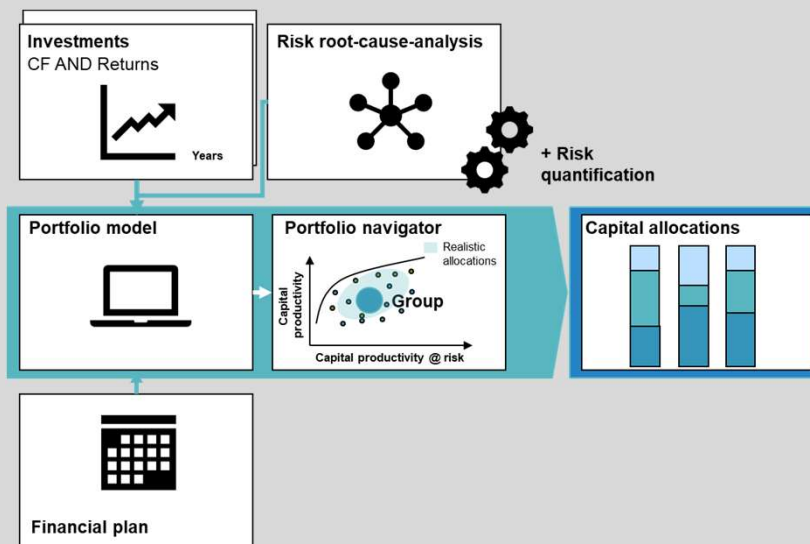 Investments
CF AND Returns
Years
Risk root-cause-analysis
+ Risk
quantification
Portfolio model
Portfolio navigator
Realistic
allocations
Capital
productivity
Group
Capital productivity @ risk
Capital allocations
Financial plan